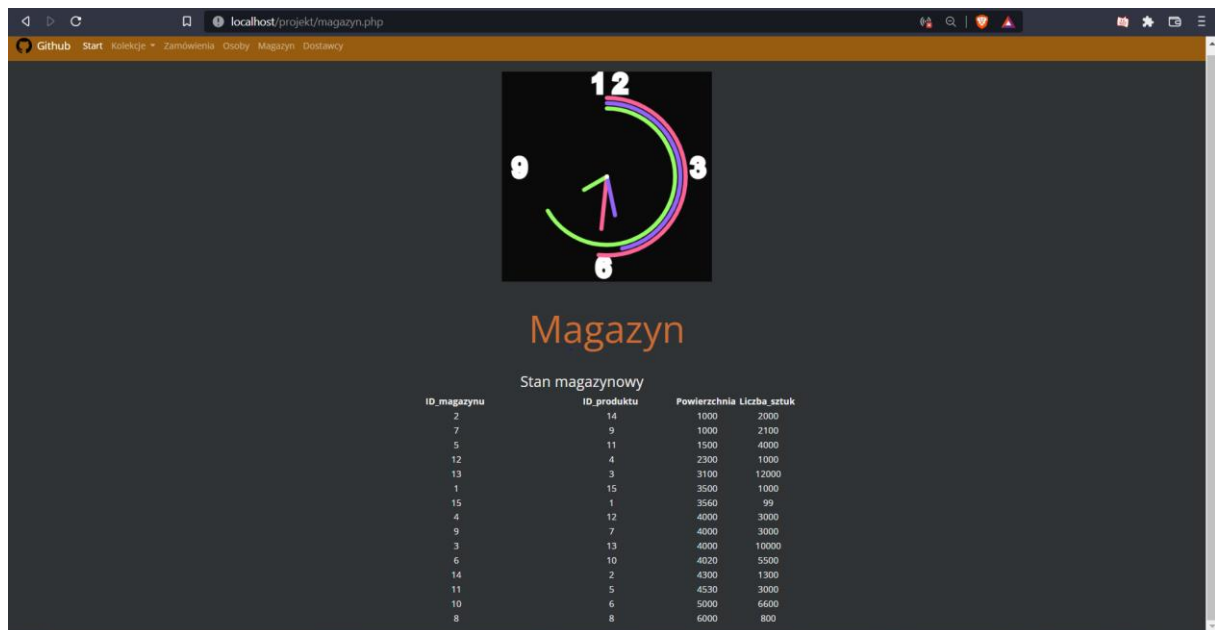 localhost/projekt/magazyn.php
Github Start Kolekcje Zamówienia Osoby Magazyn Dostawcy
12
9 3
6
Magazyn
Stan magazynowy
ID_magazynu ID_produktu Powierzchnia Liczba_sztuk
2 14 1000 2000
7 9 1000 2100
5 11 1500 4000
12 4 2300 1000
13 3 3100 12000
1 15 3500 1000
15 1 3560 99
4 12 4000 3000
9 7 4000 3000
3 13 4000 10000
6 10 4020 5500
14 2 4300 1300
11 5 4530 3000
10 6 5000 6600
8 8 6000 800